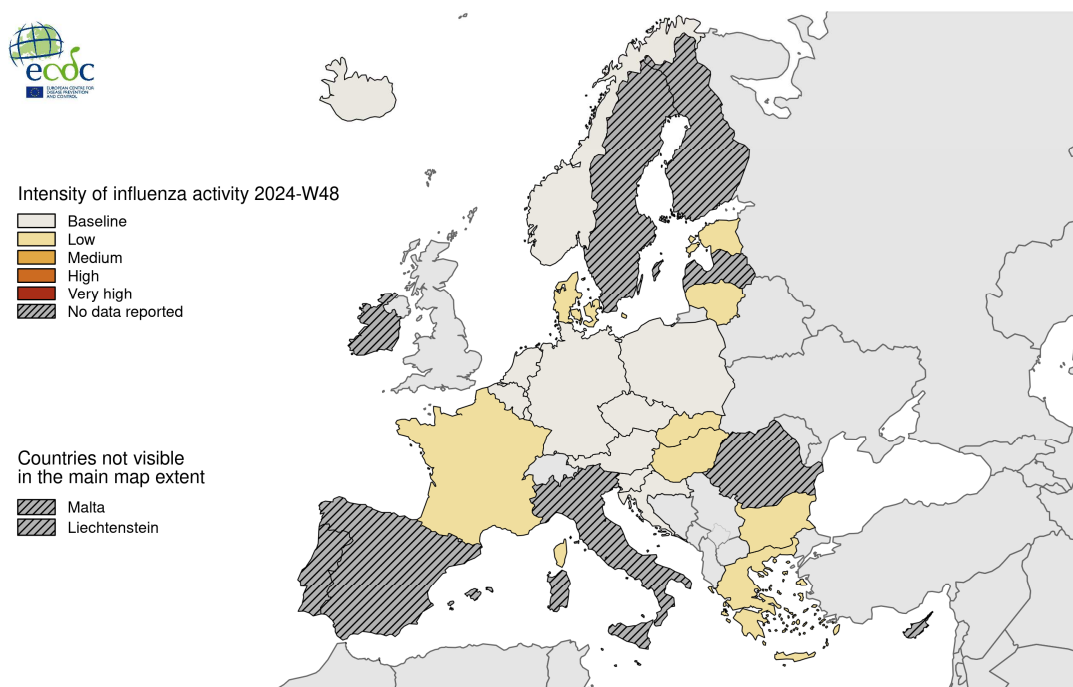 ecdc
EUROPEAN CENTRE FOR
DISEASE PREVENTION
AND CONTROL
Intensity of influenza activity 2024-W48
Baseline
Low
Medium
High
Very high
No data reported
Countries not visible
in the main map extent
Malta
Liechtenstein